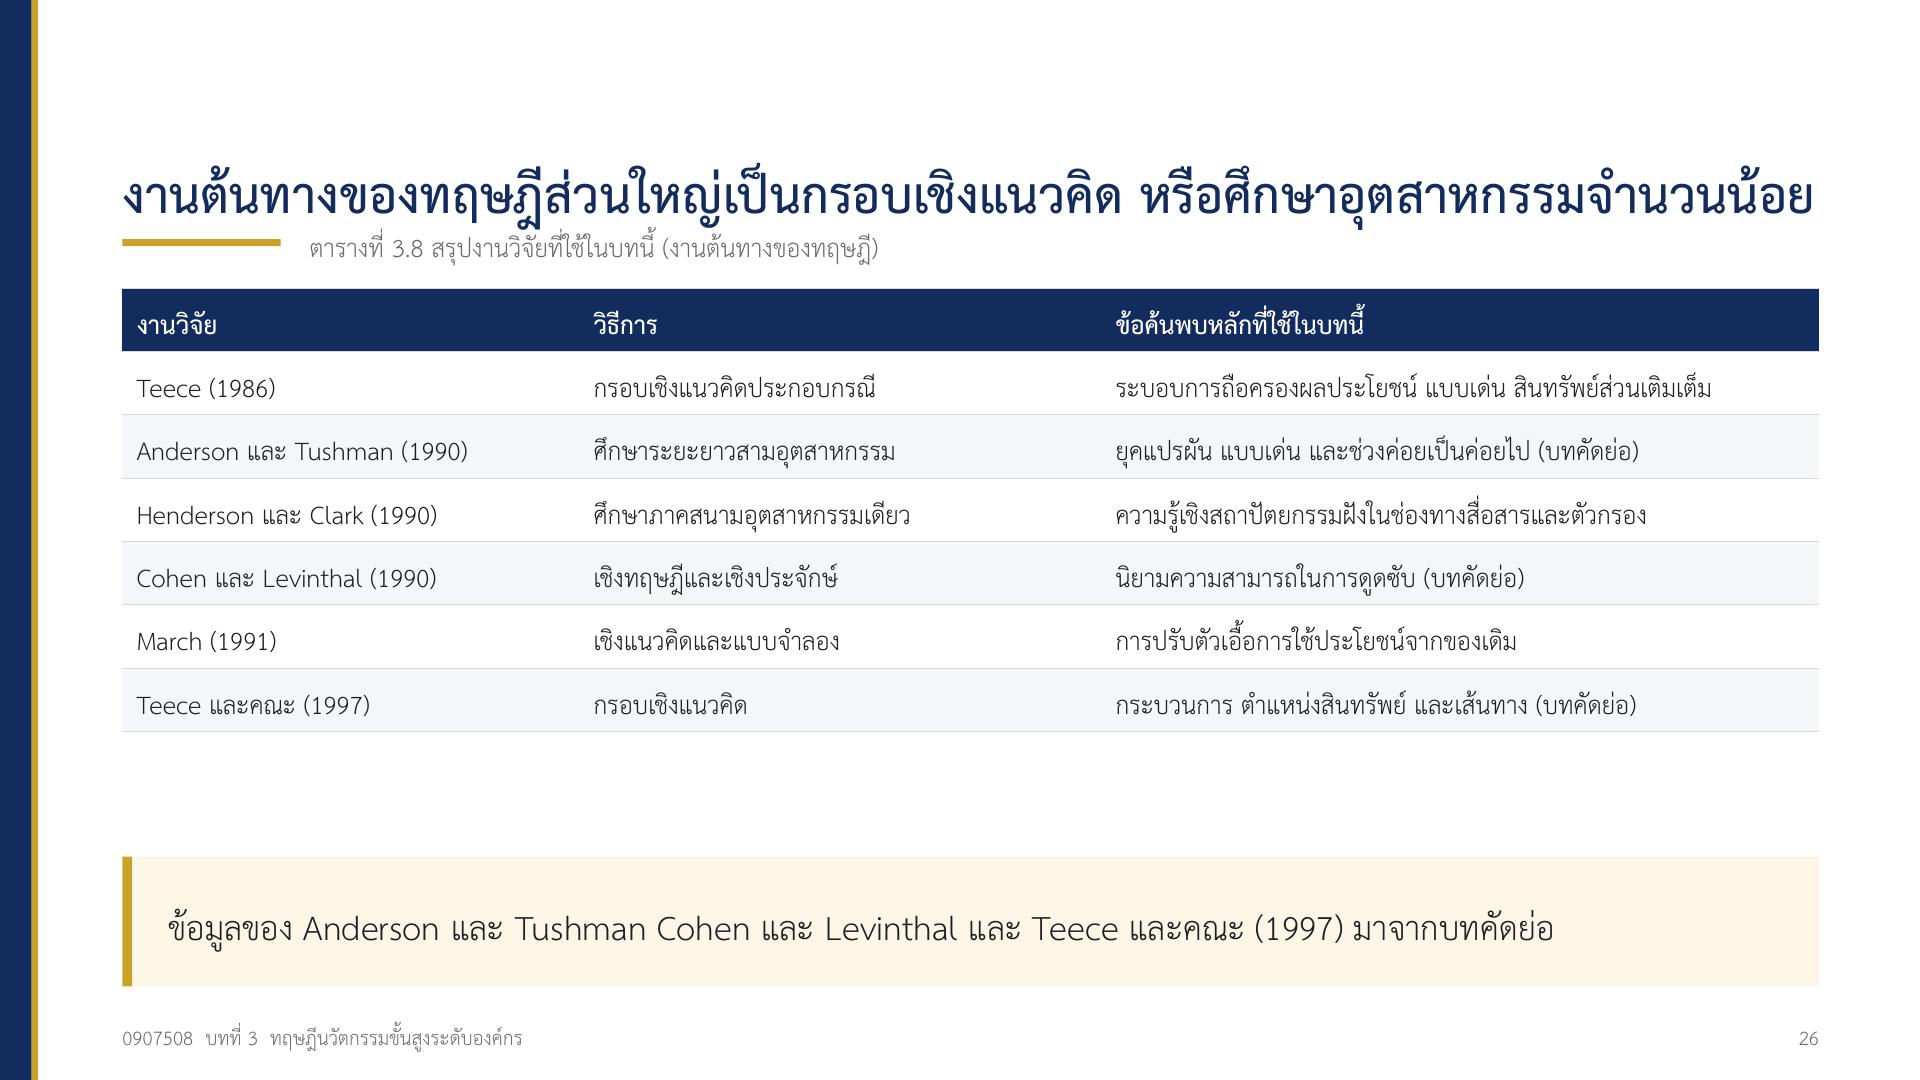 งานต้นทางของทฤษฎีส่วนใหญ่เป็นกรอบเชิงแนวคิด หรือศึกษาอุตสาหกรรมจำนวนน้อย
ตารางที่ 3.8 สรุปงานวิจัยที่ใช้ในบทนี้ (งานต้นทางของทฤษฎี)
งานวิจัย วิธีการ ข้อค้นพบหลักที่ใช้ในบทนี้
Teece (1986) กรอบเชิงแนวคิดประกอบกรณี ระบอบการถือครองผลประโยชน์ แบบเด่น สินทรัพย์ส่วนเติมเต็ม
Anderson และ Tushman (1990) ศึกษาระยะยาวสามอุตสาหกรรม ยุคแปรผัน แบบเด่น และช่วงค่อยเป็นค่อยไป (บทคัดย่อ)
Henderson และ Clark (1990) ศึกษาภาคสนามอุตสาหกรรมเดียว ความรู้เชิงสถาปัตยกรรมฝังในช่องทางสื่อสารและตัวกรอง
Cohen และ Levinthal (1990) เชิงทฤษฎีและเชิงประจักษ์ นิยามความสามารถในการดูดซับ (บทคัดย่อ)
March (1991) เชิงแนวคิดและแบบจำลอง การปรับตัวเอื้อการใช้ประโยชน์จากของเดิม
Teece และคณะ (1997) กรอบเชิงแนวคิด กระบวนการ ตำแหน่งสินทรัพย์ และเส้นทาง (บทคัดย่อ)
ข้อมูลของ Anderson และ Tushman Cohen และ Levinthal และ Teece และคณะ (1997) มาจากบทคัดย่อ
0907508 บทที่ 3 ทฤษฎีนวัตกรรมขั้นสูงระดับองค์กร 26